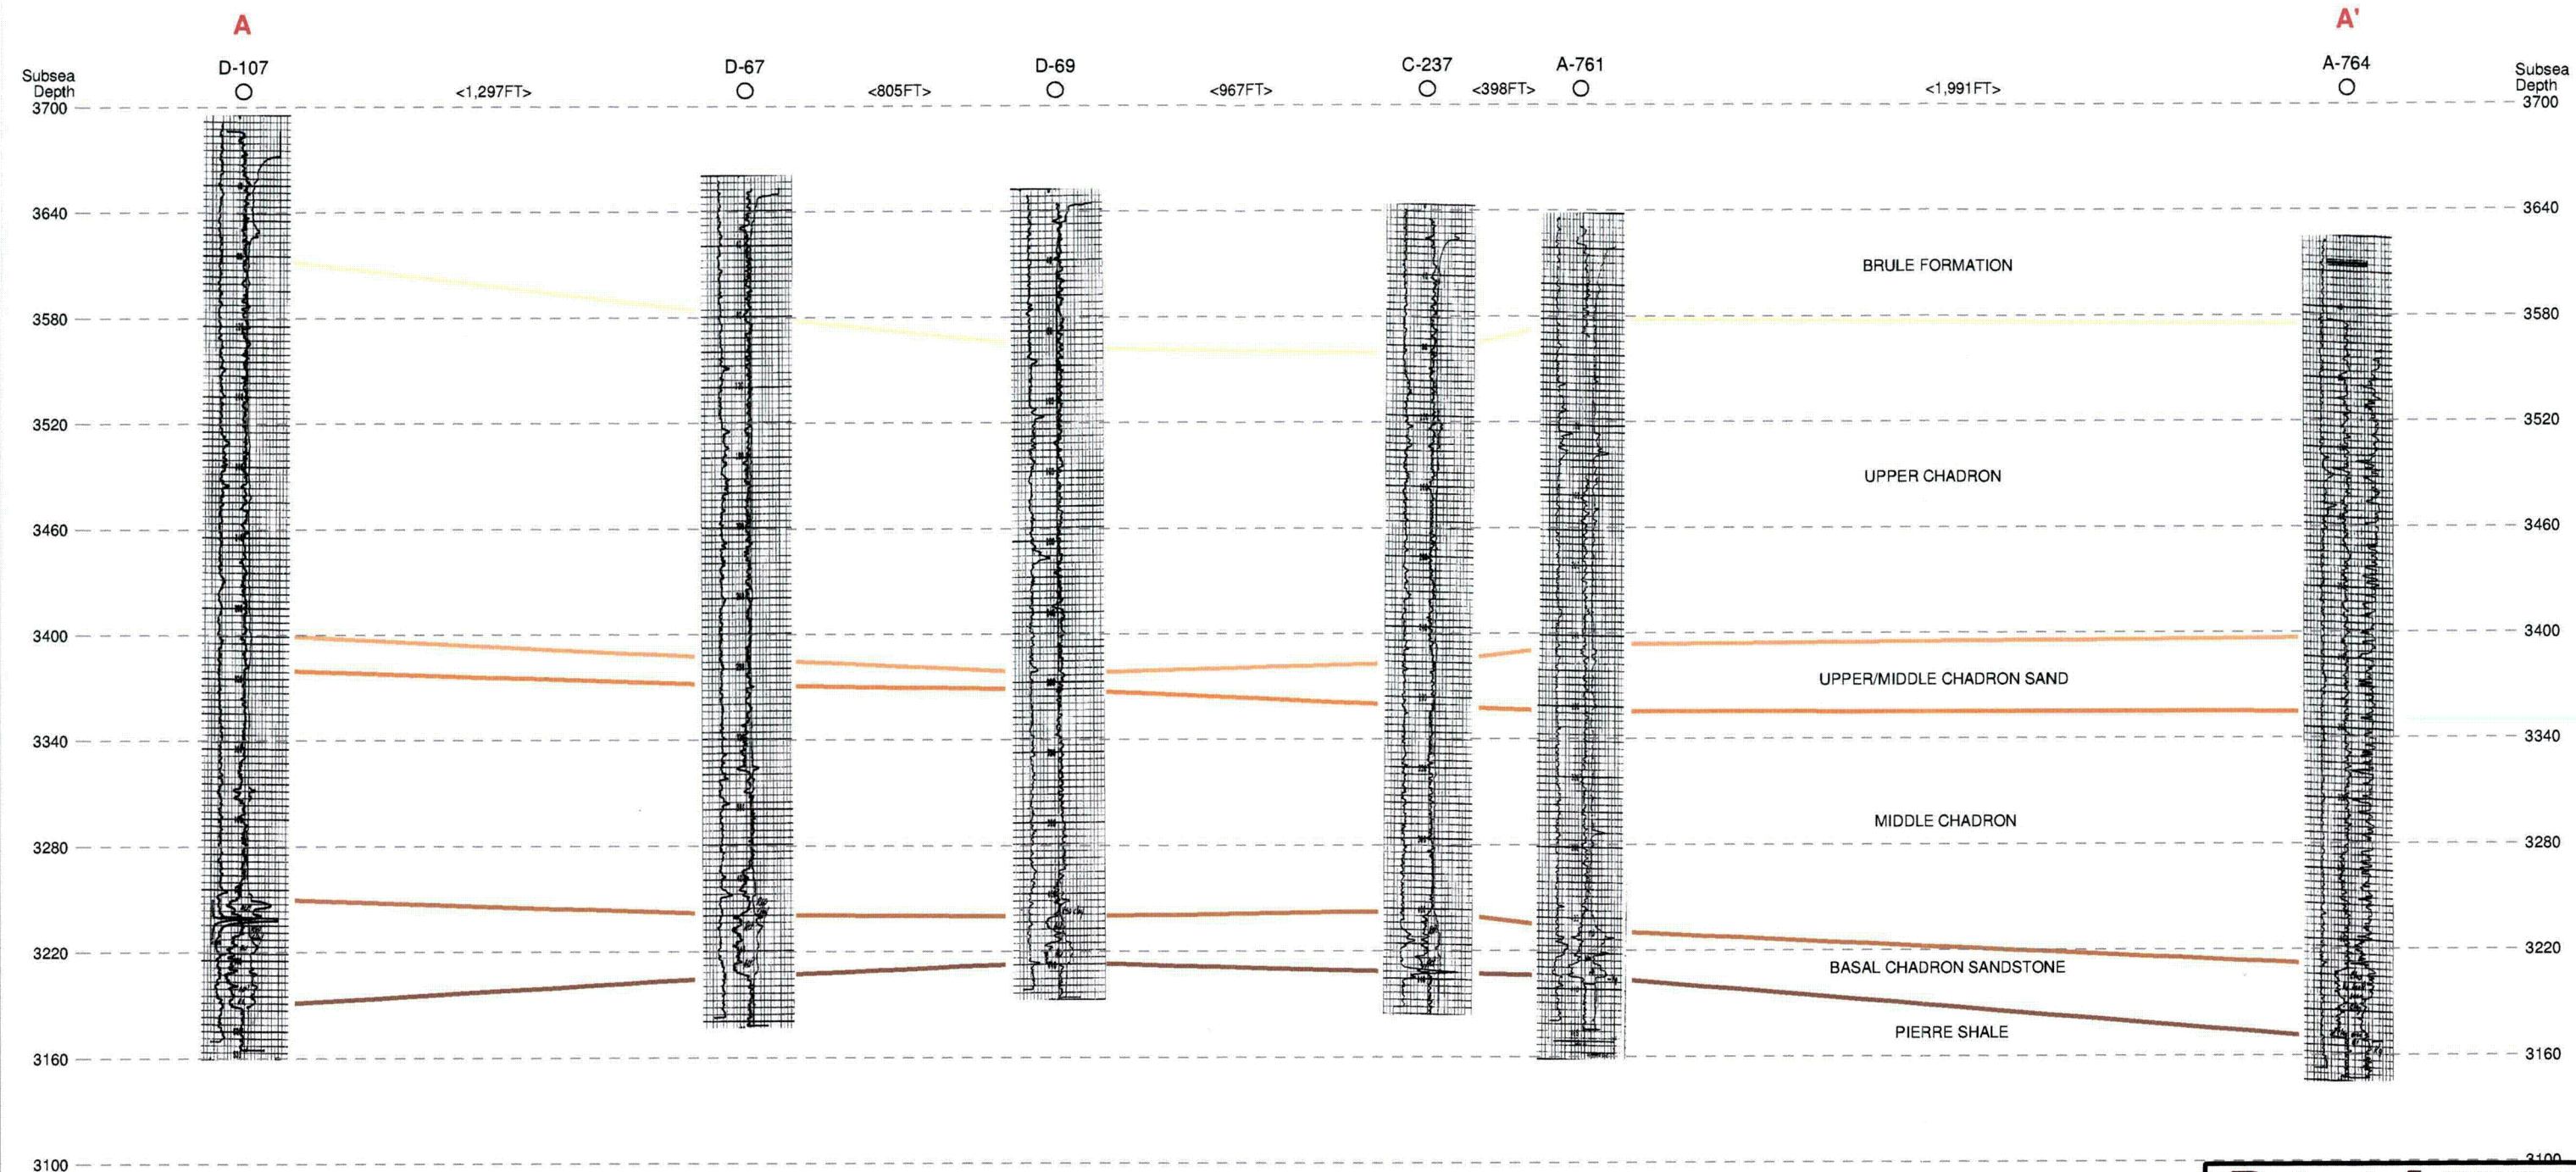 A
A'
D-107
D-67
D-69
C-237
A-761
A-764
Subsea
Depth
<1,297FT>
<805FT>
<967FT>
<398FT>
<1,991FT>
Subsea
Depth
3700
3700
3640
3640
BRULE FORMATION
3580
3580
3520
3520
UPPER CHADRON
3460
3460
3400
3400
UPPER/MIDDLE CHADRON SAND
3340
3340
MIDDLE CHADRON
3280
3280
3220
3220
BASAL CHADRON SANDSTONE
PIERRE SHALE
3160
3160
3100
3100